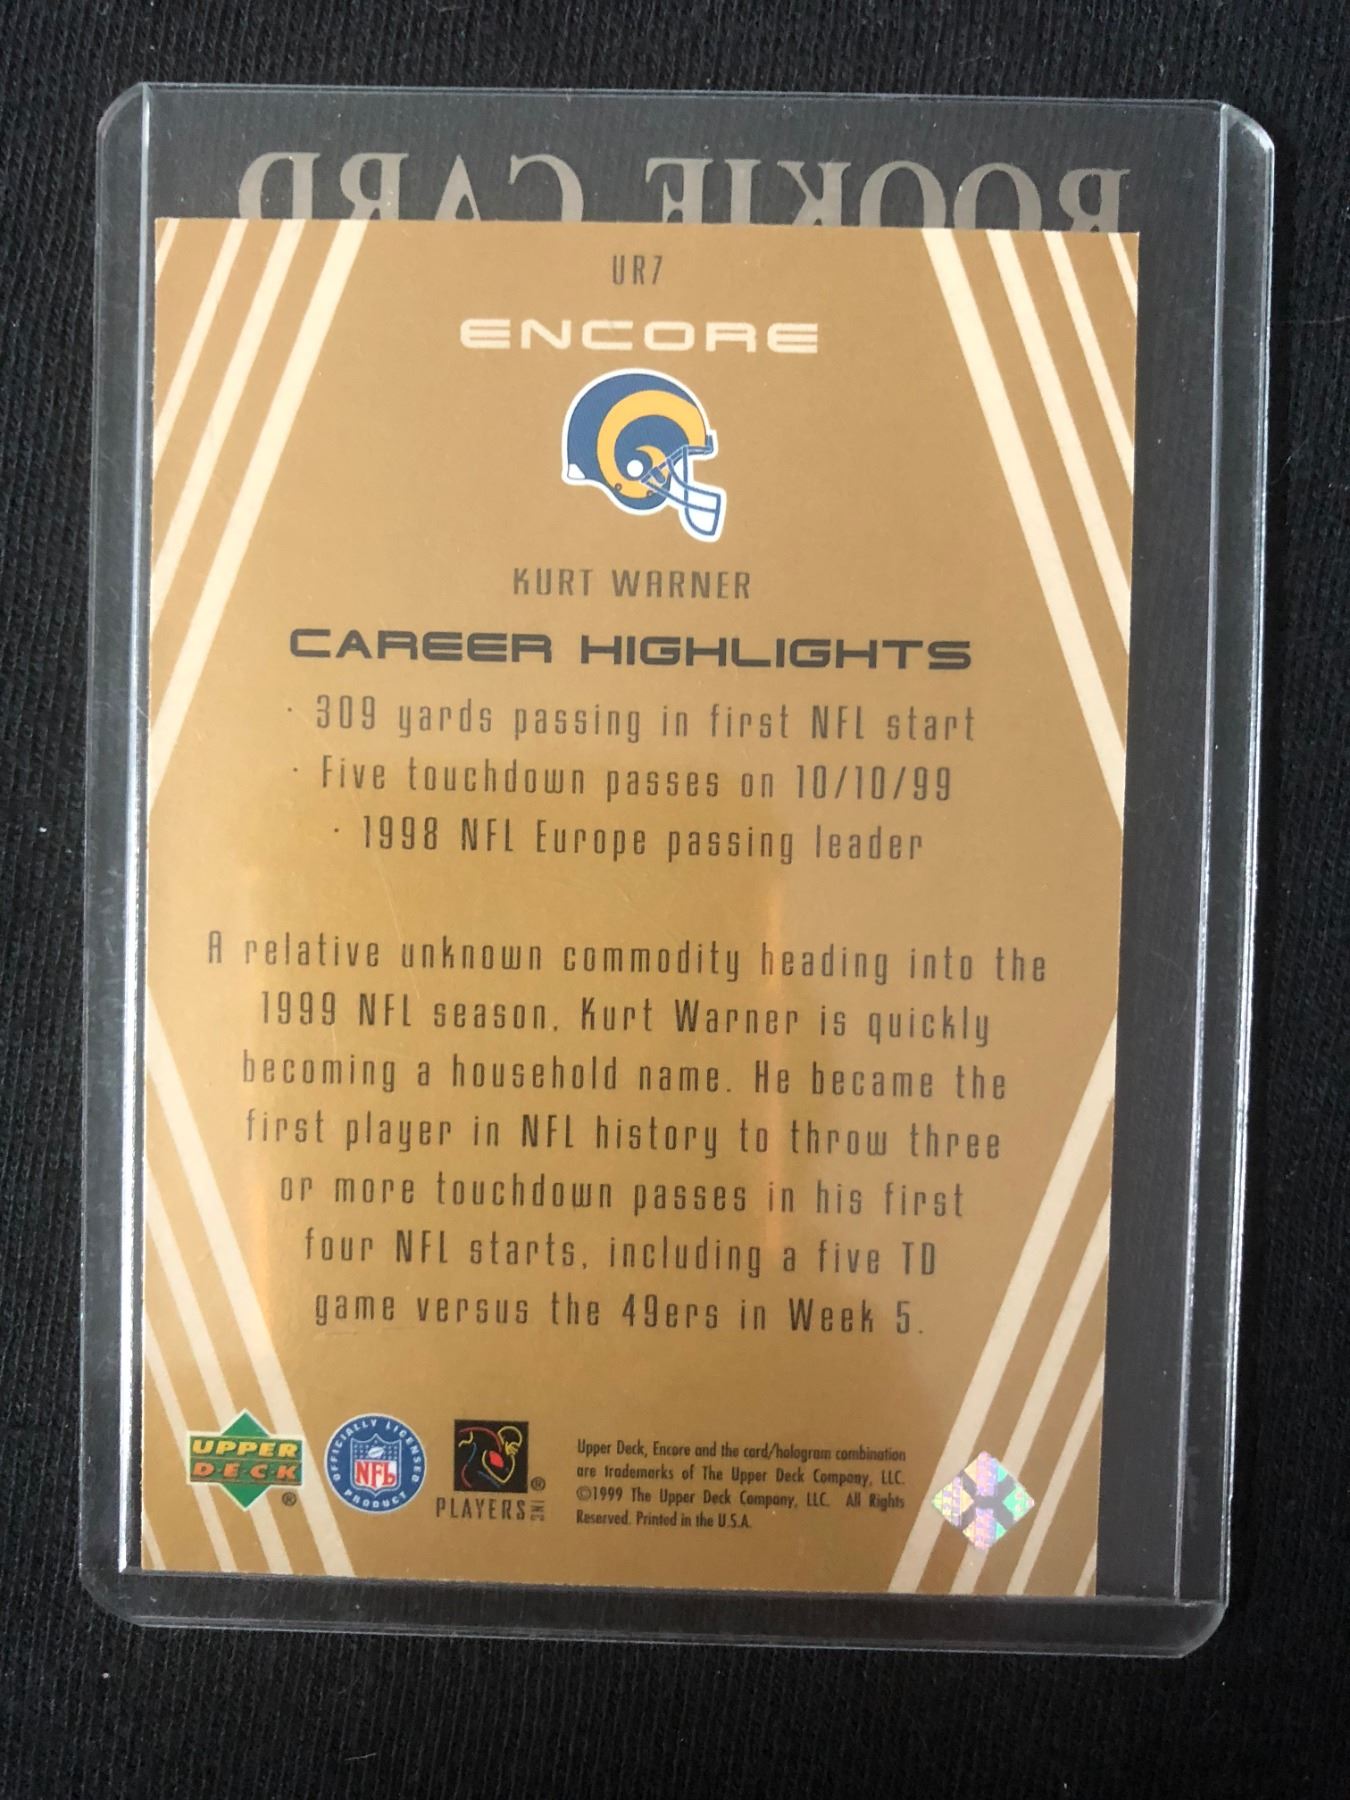 ROOKIE CARD
UR7
ENCORE
KURT WARNER
CAREER HIGHLIGHTS
· 309 yards passing in first NFL start
· Five touchdown passes on 10/10/99
· 1998 NFL Europe passing leader
A relative unknown commodity heading into the
1999 NFL season, Kurt Warner is quickly
becoming a household name. He became the
first player in NFL history to throw three
or more touchdown passes in his first
four NFL starts, including a five TD
game versus the 49ers in Week 5.
UPPER
DECK®
OFFICIALLY LICENSED
NFL
PRODUCT
®
PLAYERS INC
Upper Deck, Encore and the card/hologram combination
are trademarks of The Upper Deck Company, LLC.
©1999 The Upper Deck Company, LLC. All Rights
Reserved. Printed in the U.S.A.